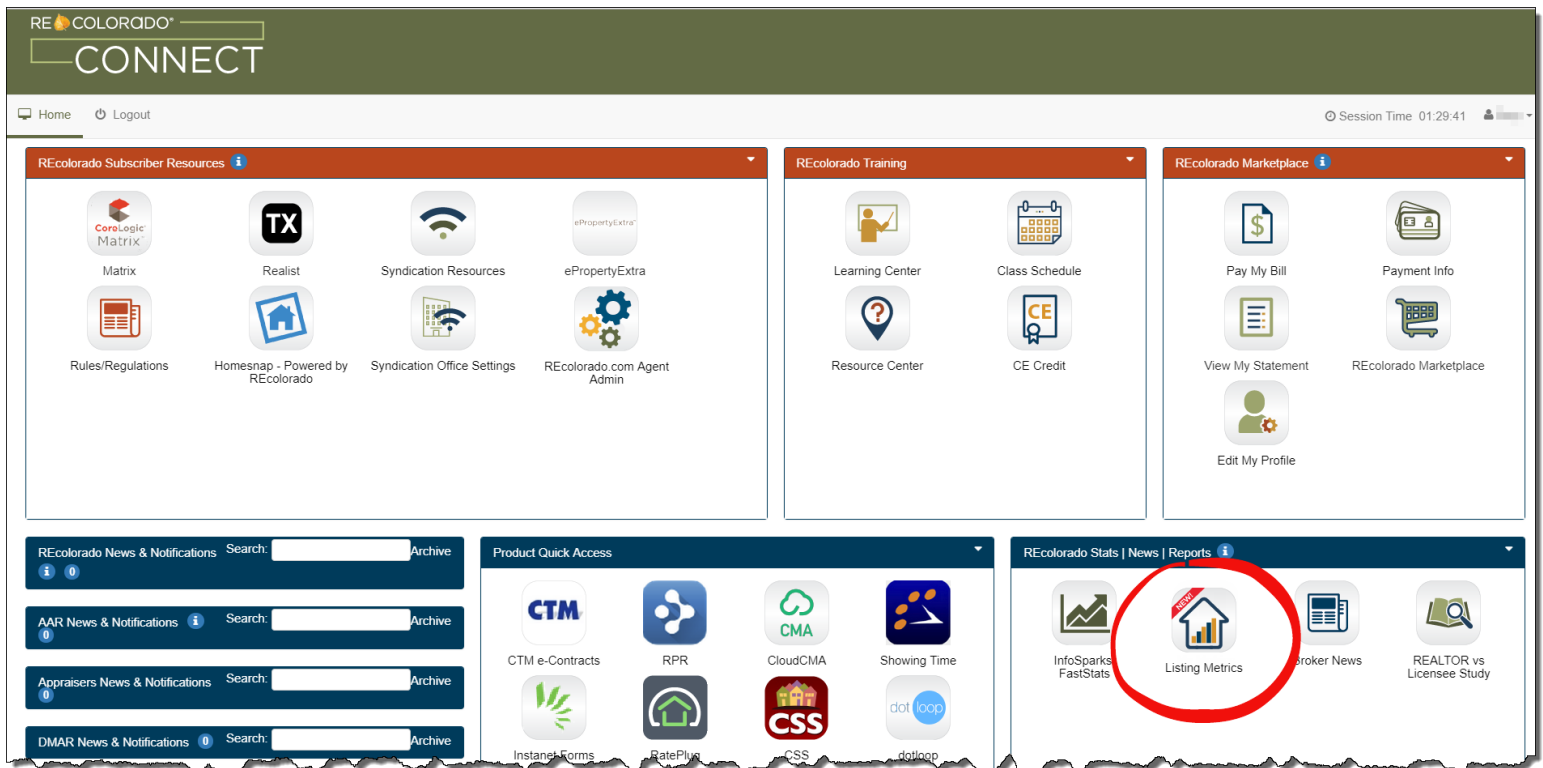 RECOLORADO®
CONNECT
Home Logout
Session Time 01:29:41
REcolorado Subscriber Resources i
CoreLogic
Matrix™
TX
ePropertyExtra™
Matrix
Realist
Syndication Resources
ePropertyExtra
Rules/Regulations
Homesnap - Powered by
REcolorado
Syndication Office Settings
REcolorado.com Agent
Admin
REcolorado Training
Learning Center
Class Schedule
?
CE
Resource Center
CE Credit
REcolorado Marketplace i
$
Pay My Bill
Payment Info
View My Statement
REcolorado Marketplace
Edit My Profile
REcolorado News & Notifications Search: Archive
i 0
AAR News & Notifications i Search: Archive
0
Appraisers News & Notifications Search: Archive
0
DMAR News & Notifications 0 Search: Archive
Product Quick Access
CTM
CMA
CTM e-Contracts
RPR
CloudCMA
Showing Time
CSS
dot loop
Instanet Forms
RatePlug
CSS
dotloop
REcolorado Stats | News | Reports i
NEW!
InfoSparks
FastStats
Listing Metrics
Broker News
REALTOR vs
Licensee Study